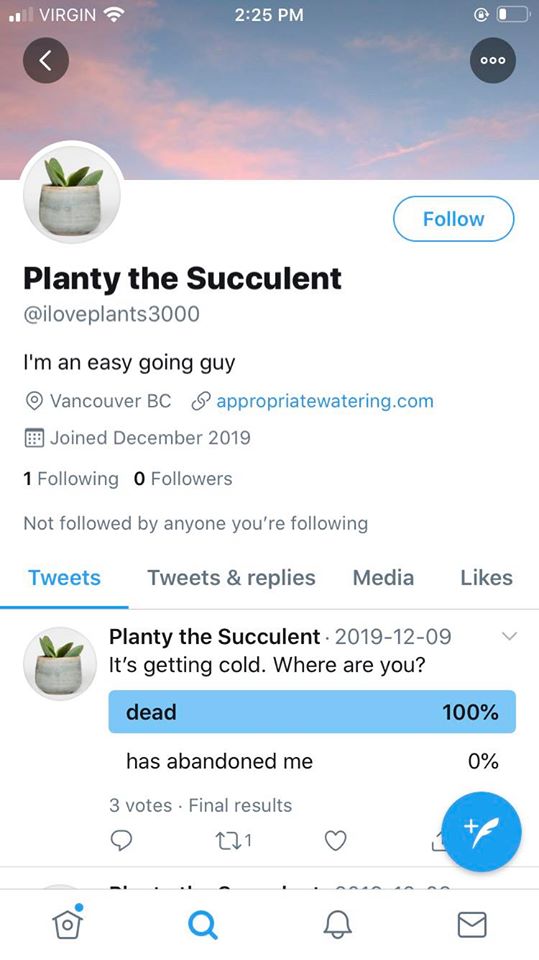 VIRGIN 2:25 PM
Follow
Planty the Succulent
@iloveplants3000
I'm an easy going guy
Vancouver BC appropriatewatering.com
Joined December 2019
1 Following 0 Followers
Not followed by anyone you're following
Tweets Tweets & replies Media Likes
Planty the Succulent · 2019-12-09
It's getting cold. Where are you?
dead 100%
has abandoned me 0%
3 votes · Final results
1